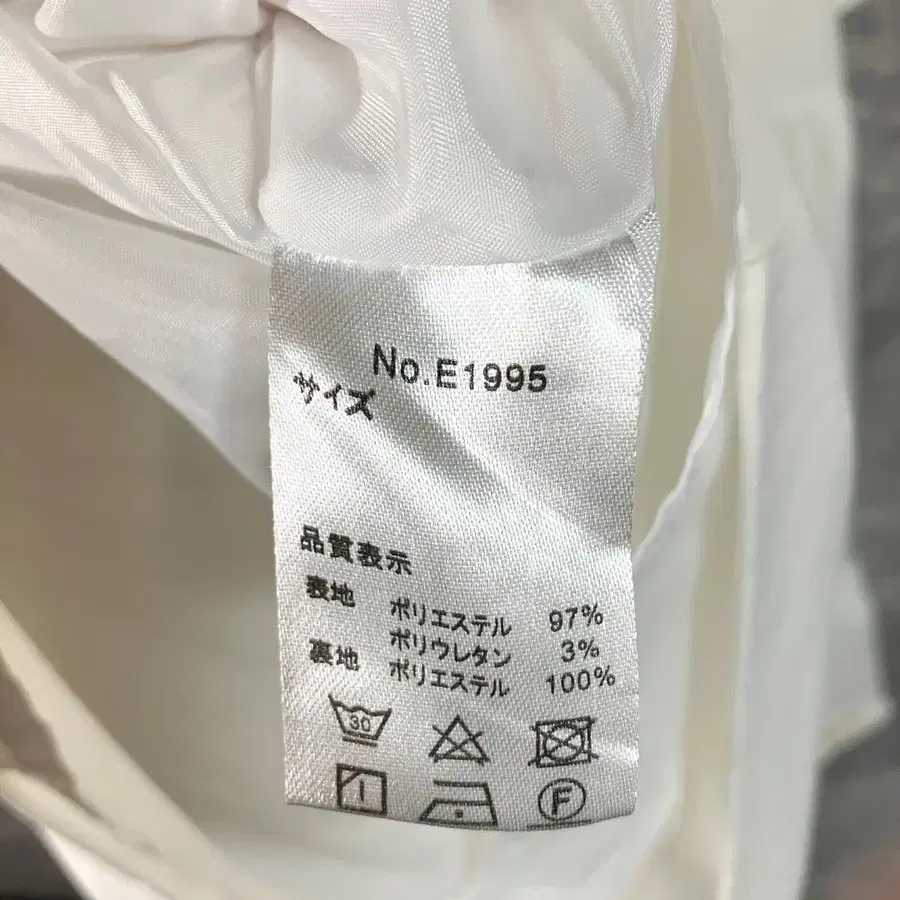 No.E1995
サイズ
品質表示
表地 ポリエステル 97%
ポリウレタン 3%
裏地 ポリエステル 100%
30
F